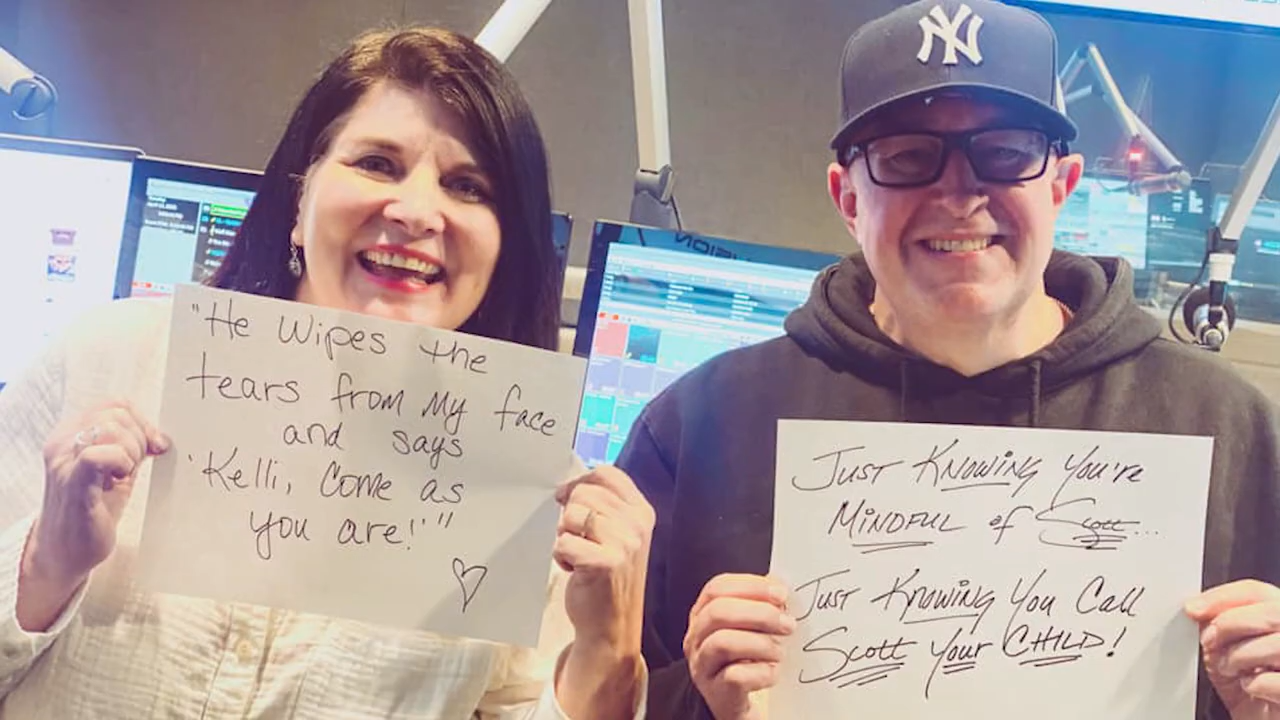 NY
"He wipes the
tears from my face
and says
'Kelli, come as
you are!'"
Just Knowing You're
Mindful of Scott...
Just Knowing You Call
Scott Your Child!